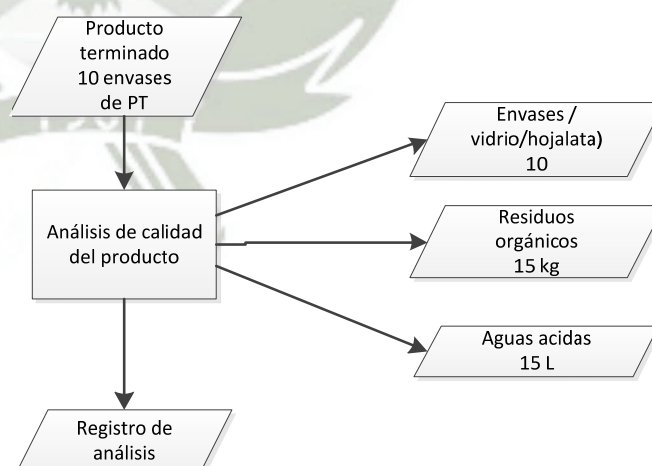 Producto
terminado
10 envases
de PT
Envases /
vidrio/hojalata)
10
Análisis de calidad
del producto
Residuos
orgánicos
15 kg
Aguas acidas
15 L
Registro de
análisis